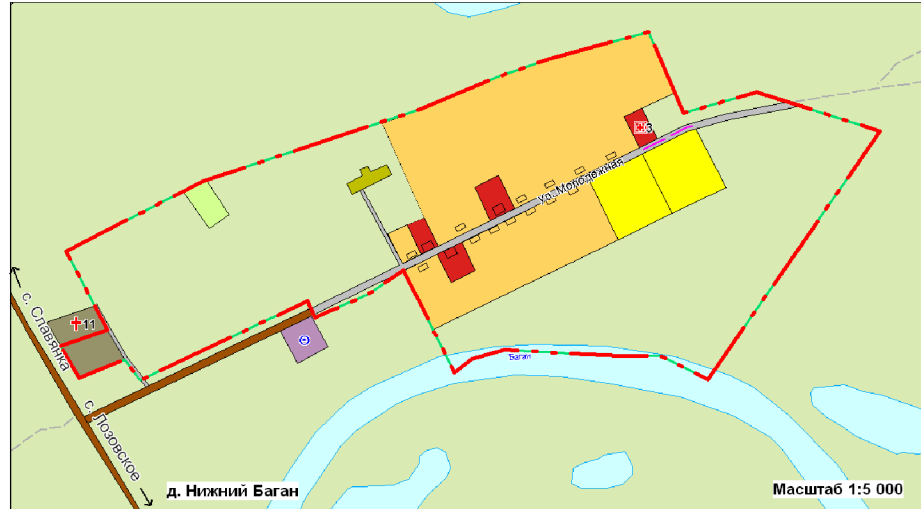 3
ул. Молодежная
11
с. Славянка
Баган
с. Лозовское
д. Нижний Баган
Масштаб 1:5 000